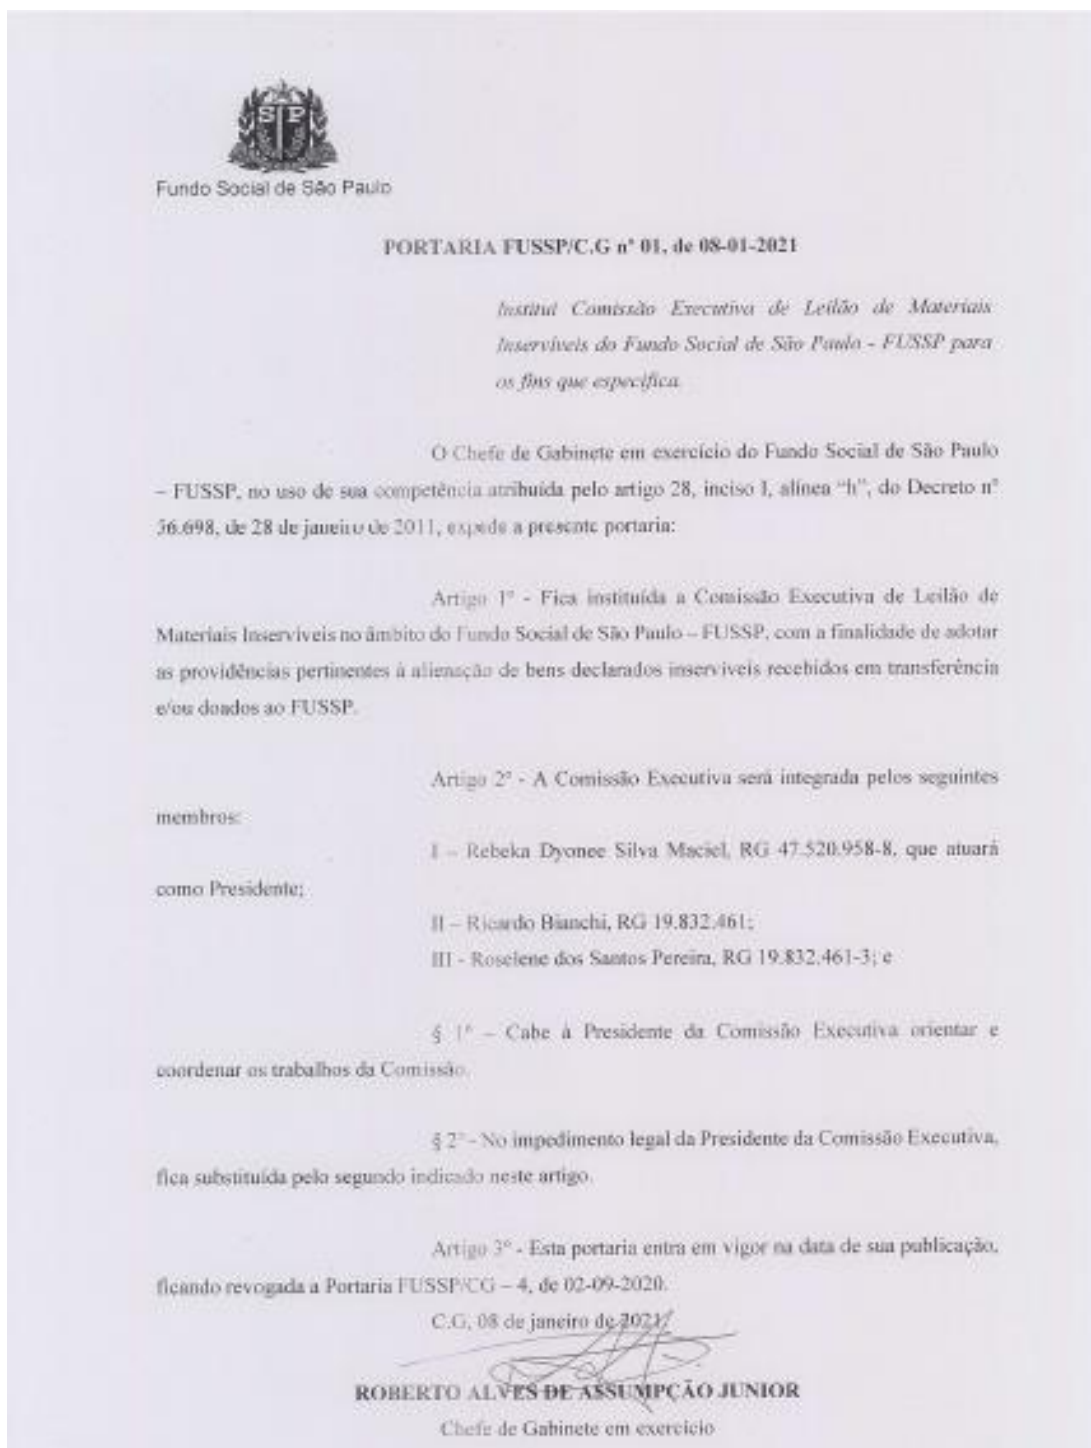 SP
Fundo Social de São Paulo
PORTARIA FUSSP/C.G nº 01, de 08-01-2021
Institui Comissão Executiva de Leilão de Materiais
Inservíveis do Fundo Social de São Paulo - FUSSP para
os fins que especifica.
O Chefe de Gabinete em exercício do Fundo Social de São Paulo
– FUSSP, no uso de sua competência atribuída pelo artigo 28, inciso I, alínea “h”, do Decreto nº
56.698, de 28 de janeiro de 2011, expede a presente portaria:
Artigo 1º - Fica instituída a Comissão Executiva de Leilão de
Materiais Inservíveis no âmbito do Fundo Social de São Paulo – FUSSP, com a finalidade de adotar
as providências pertinentes à alienação de bens declarados inservíveis recebidos em transferência
e/ou doados ao FUSSP.
Artigo 2º - A Comissão Executiva será integrada pelos seguintes
membros:
I – Rebeka Dyonee Silva Maciel, RG 47.520.958-8, que atuará
como Presidente;
II – Ricardo Bianchi, RG 19.832.461;
III - Roselene dos Santos Pereira, RG 19.832.461-3; e
§ 1º – Cabe à Presidente da Comissão Executiva orientar e
coordenar os trabalhos da Comissão.
§ 2º - No impedimento legal da Presidente da Comissão Executiva,
fica substituída pelo segundo indicado neste artigo.
Artigo 3º - Esta portaria entra em vigor na data de sua publicação,
ficando revogada a Portaria FUSSP/CG – 4, de 02-09-2020.
C.G, 08 de janeiro de 2021.
ROBERTO ALVES DE ASSUMPÇÃO JUNIOR
Chefe de Gabinete em exercício